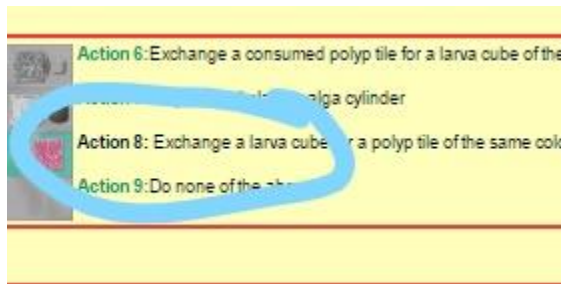 Action 6:Exchange a consumed polyp tile for a larva cube of the
alga cylinder
Action 8: Exchange a larva cube a polyp tile of the same
Action 9:Do none of the